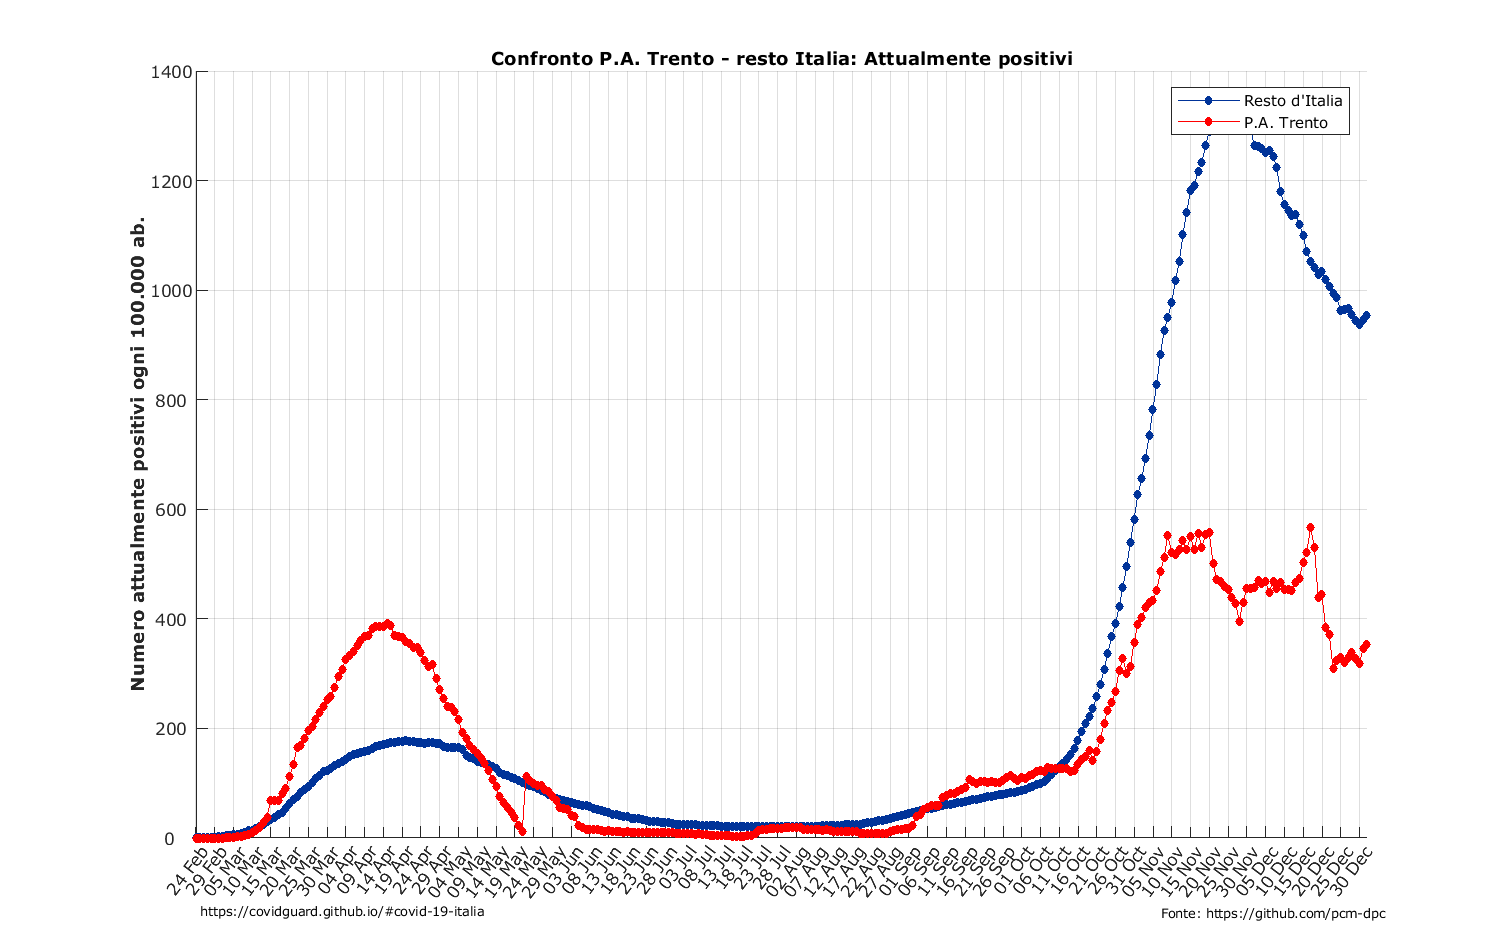 Confronto P.A. Trento - resto Italia: Attualmente positivi
Numero attualmente positivi ogni 100.000 ab.
1400
1200
1000
800
600
400
200
0
Resto d'Italia
P.A. Trento
24 Feb
29 Feb
05 Mar
10 Mar
15 Mar
20 Mar
25 Mar
30 Mar
04 Apr
09 Apr
14 Apr
19 Apr
24 Apr
29 Apr
04 May
09 May
14 May
19 May
24 May
29 May
03 Jun
08 Jun
13 Jun
18 Jun
23 Jun
28 Jun
03 Jul
08 Jul
13 Jul
18 Jul
23 Jul
28 Jul
02 Aug
07 Aug
12 Aug
17 Aug
22 Aug
27 Aug
01 Sep
06 Sep
11 Sep
16 Sep
21 Sep
26 Sep
01 Oct
06 Oct
11 Oct
16 Oct
21 Oct
26 Oct
31 Oct
05 Nov
10 Nov
15 Nov
20 Nov
25 Nov
30 Nov
05 Dec
10 Dec
15 Dec
20 Dec
25 Dec
30 Dec
https://covidguard.github.io/#covid-19-italia
Fonte: https://github.com/pcm-dpc